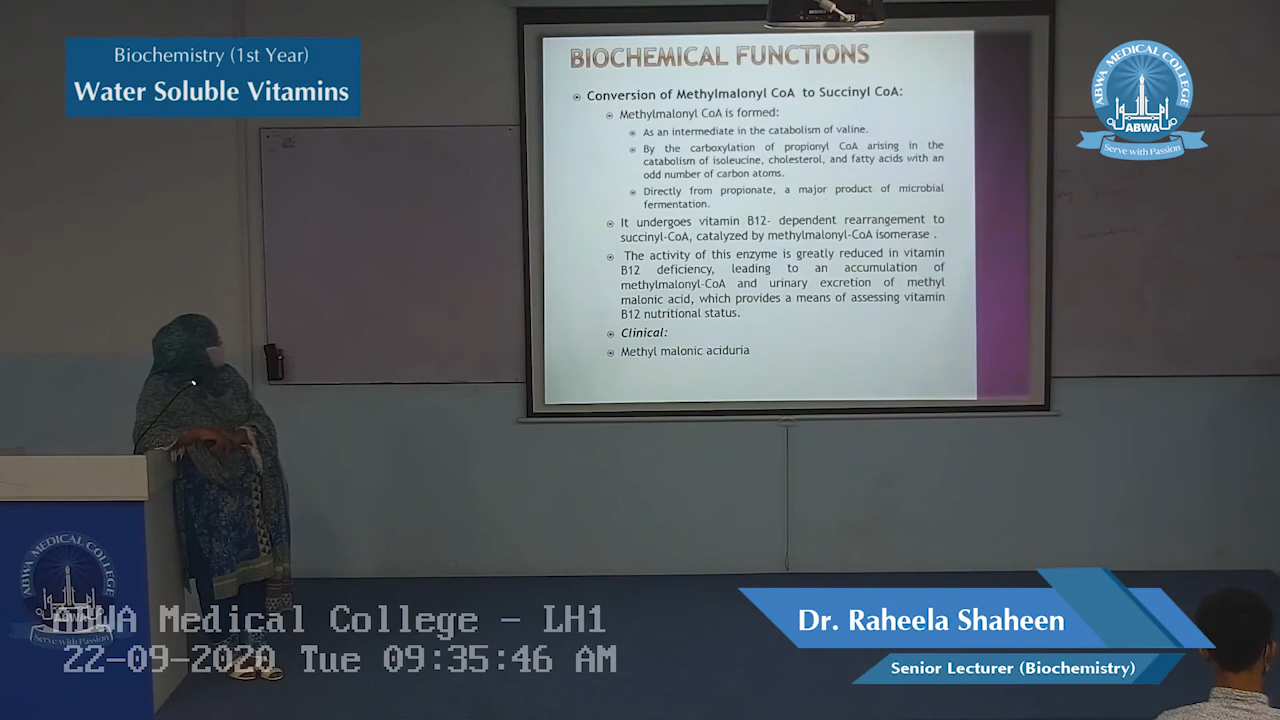 Biochemistry (1st Year)
Water Soluble Vitamins
BIOCHEMICAL FUNCTIONS
Conversion of Methylmalonyl CoA to Succinyl CoA:
Methylmalonyl CoA is formed:
As an intermediate in the catabolism of valine.
By the carboxylation of propionyl CoA arising in the
catabolism of isoleucine, cholesterol, and fatty acids with an
odd number of carbon atoms.
Directly from propionate, a major product of microbial
fermentation.
It undergoes vitamin B12- dependent rearrangement to
succinyl-CoA, catalyzed by methylmalonyl-CoA isomerase .
The activity of this enzyme is greatly reduced in vitamin
B12 deficiency, leading to an accumulation of
methylmalonyl-CoA and urinary excretion of methyl
malonic acid, which provides a means of assessing vitamin
B12 nutritional status.
Clinical:
Methyl malonic aciduria
ABWA MEDICAL COLLEGE
ABWA
Serve with Passion
ABWA MEDICAL COLLEGE
ABWA
Serve with Passion
ABWA Medical College - LH1
22-09-2020 Tue 09:35:46 AM
Dr. Raheela Shaheen
Senior Lecturer (Biochemistry)